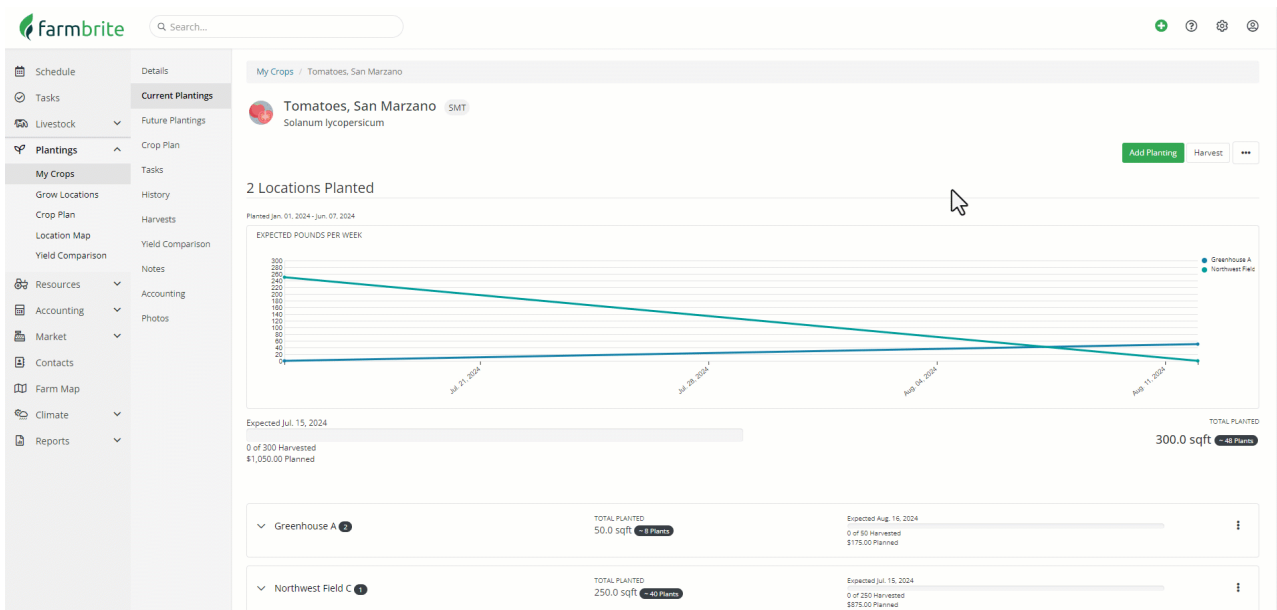 farmbrite
Search...
Schedule
Tasks
Livestock
Plantings
My Crops
Grow Locations
Crop Plan
Location Map
Yield Comparison
Resources
Accounting
Market
Contacts
Farm Map
Climate
Reports
Details
Current Plantings
Future Plantings
Crop Plan
Tasks
History
Harvests
Yield Comparison
Notes
Accounting
Photos
My Crops / Tomatoes, San Marzano
Tomatoes, San Marzano SMT
Solanum lycopersicum
Add Planting Harvest
2 Locations Planted
Planted Jan. 01, 2024 - Jun. 07, 2024
EXPECTED POUNDS PER WEEK
300
280
260
240
220
200
180
160
140
120
100
80
60
40
20
0
Jul. 21, 2024
Jul. 28, 2024
Aug. 04, 2024
Aug. 11, 2024
Greenhouse A
Northwest Field
Expected Jul. 15, 2024
0 of 300 Harvested
$1,050.00 Planned
TOTAL PLANTED
300.0 sqft ~ 48 Plants
Greenhouse A 2
TOTAL PLANTED
50.0 sqft ~ 8 Plants
Expected Aug. 16, 2024
0 of 50 Harvested
$175.00 Planned
Northwest Field C 1
TOTAL PLANTED
250.0 sqft ~ 40 Plants
Expected Jul. 15, 2024
0 of 250 Harvested
$875.00 Planned